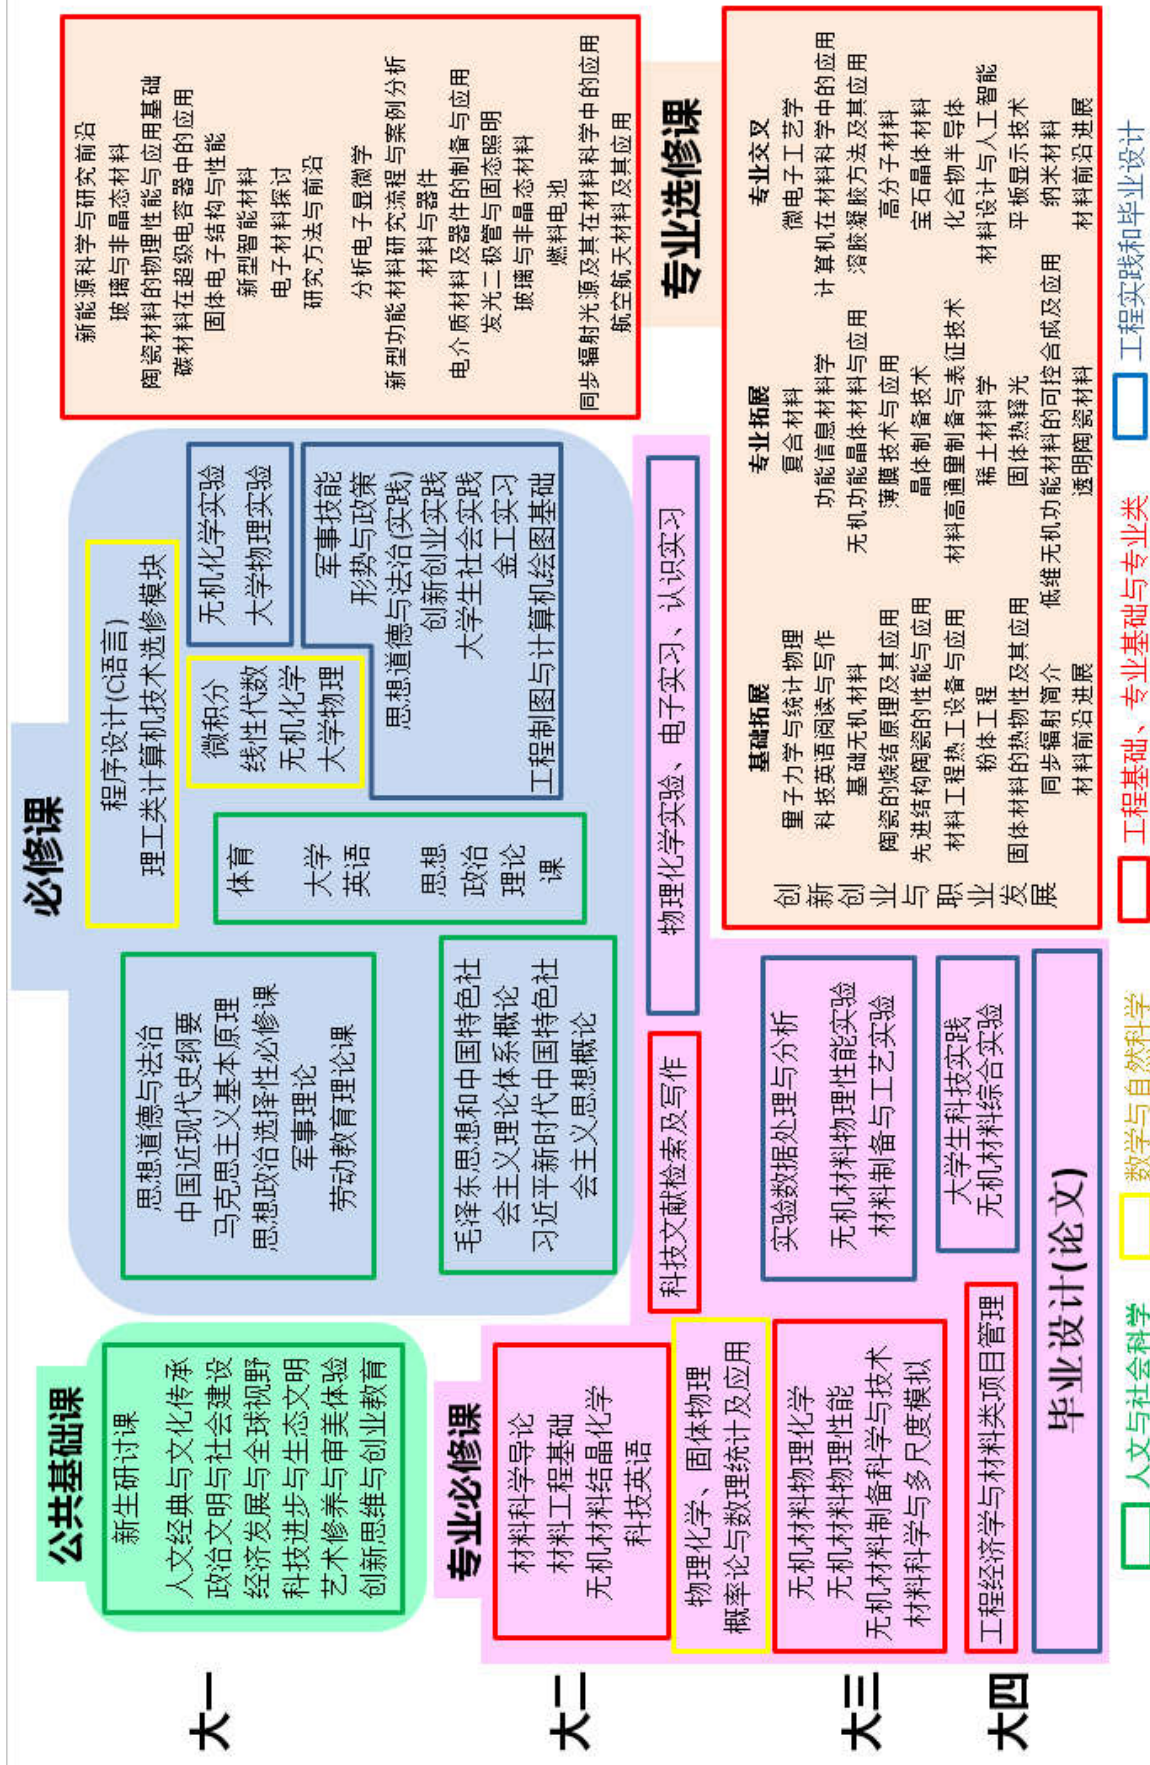 公共基础课
必修课
大一
新生研讨课
人文经典与文化传承
政治文明与社会建设
经济发展与全球视野
科技进步与生态文明
艺术修养与审美体验
创新思维与创业教育
思想道德与法治
中国近现代史纲要
马克思主义基本原理
思想政治选择性必修课
军事理论
劳动教育理论课
毛泽东思想和中国特色社
会主义理论体系概论
习近平新时代中国特色社
会主义思想概论
程序设计(C语言)
理工类计算机技术选修模块
体育
大学
英语
思想
政治
理论
课
微积分
线性代数
无机化学
大学物理
无机化学实验
大学物理实验
军事技能
形势与政策
思想道德与法治(实践)
创新创业实践
大学生社会实践
金工实习
工程制图与计算机绘图基础
新能源科学与研究前沿
玻璃与非晶态材料
陶瓷材料的物理性能与应用基础
碳材料在超级电容器中的应用
固体电子结构与性能
新型智能材料
电子材料探讨
研究方法与前沿
分析电子显微学
新型功能材料研究流程与案例分析
材料与器件
电介质材料及器件的制备与应用
发光二极管与固态照明
玻璃与非晶态材料
燃料电池
同步辐射光源及其在材料科学中的应用
航空航天材料及其应用
专业必修课
大二
材料科学导论
材料工程基础
无机材料结晶化学
科技英语
物理化学、固体物理
概率论与数理统计及应用
科技文献检索及写作
物理化学实验、电子实习、认识实习
专业选修课
大三
无机材料物理化学
无机材料物理性能
无机材料制备科学与技术
材料科学与多尺度模拟
实验数据处理与分析
无机材料物理性能实验
材料制备与工艺实验
大四
工程经济学与材料类项目管理
大学生科技实践
无机材料综合实验
毕业设计(论文)
创新创业与职业发展
基础拓展
量子力学与统计物理
科技英语阅读与写作
基础无机材料
陶瓷的烧结原理及其应用
先进结构陶瓷的性能与应用
材料工程热工设备与应用
粉体工程
固体材料的热物性及其应用
同步辐射简介
材料前沿进展
专业拓展
复合材料
功能信息材料学
无机功能晶体材料与应用
薄膜技术与应用
晶体制备技术
材料高通量制备与表征技术
稀土材料学
固体热释光
低维无机功能材料的可控合成及应用
透明陶瓷材料
专业交叉
微电子工艺学
计算机在材料科学中的应用
溶胶凝胶方法及其应用
高分子材料
宝石晶体材料
化合物半导体
材料设计与人工智能
平板显示技术
纳米材料
材料前沿进展
人文与社会科学
数学与自然科学
工程基础、专业基础与专业类
工程实践和毕业设计